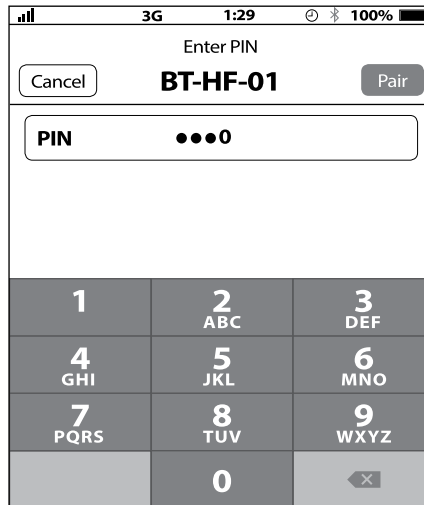 3G 1:29 100%
Enter PIN
Cancel BT-HF-01 Pair
PIN •••0
1 2 3
ABC DEF
4 5 6
GHI JKL MNO
7 8 9
PQRS TUV WXYZ
0